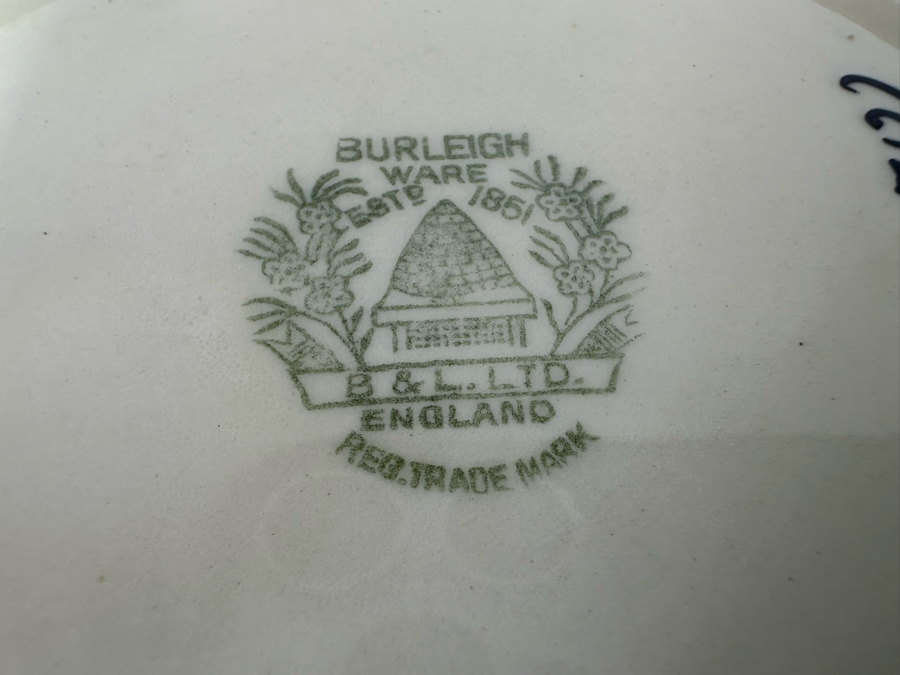 BURLEIGH
WARE
ESTD 1851
B & L. LTD.
ENGLAND
REG. TRADE MARK